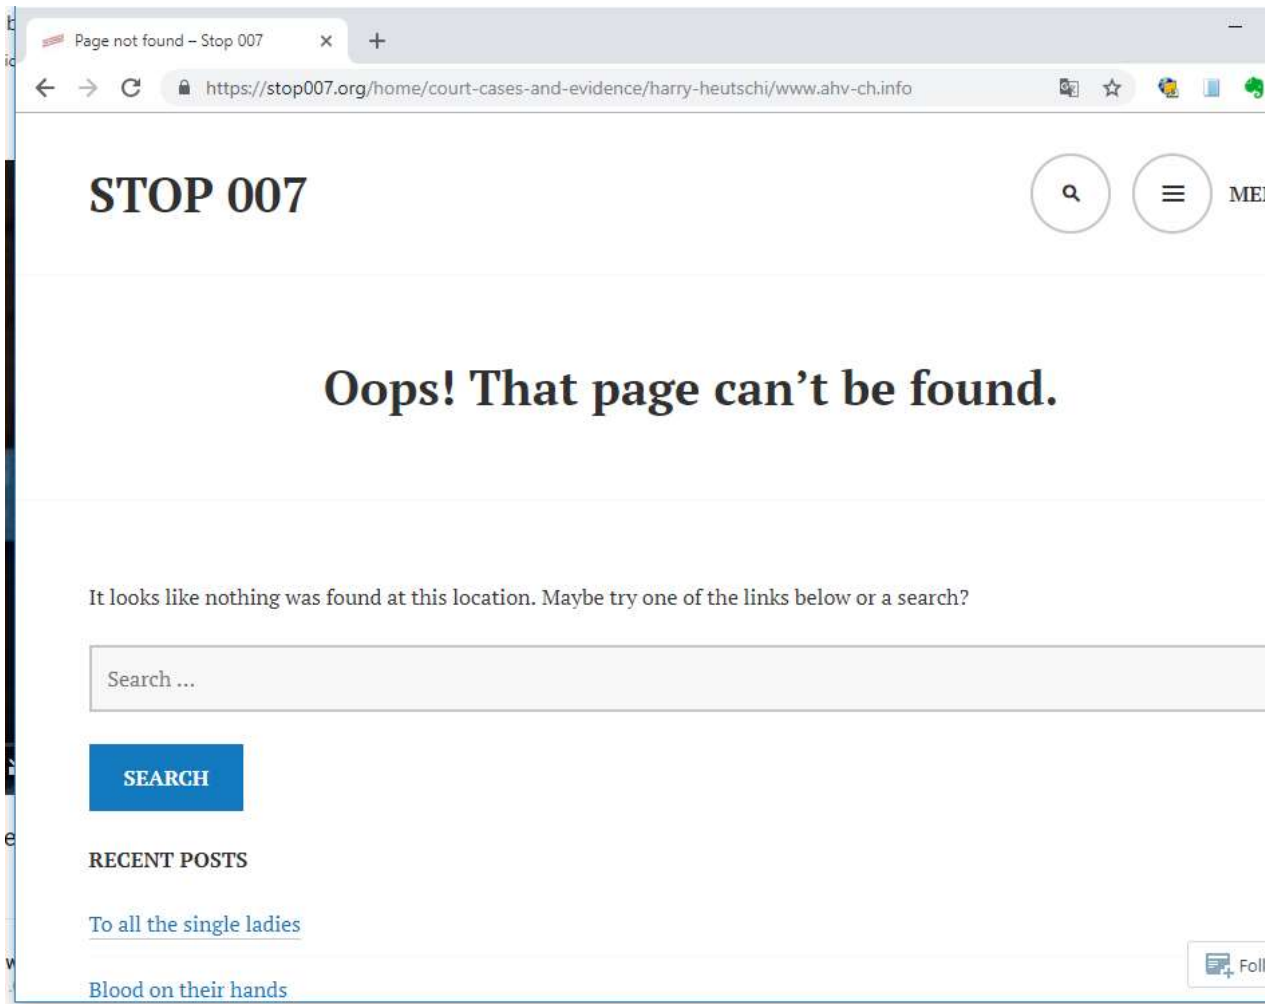 Page not found – Stop 007
https://stop007.org/home/court-cases-and-evidence/harry-heutschi/www.ahv-ch.info
STOP 007
Oops! That page can’t be found.
It looks like nothing was found at this location. Maybe try one of the links below or a search?
Search ...
SEARCH
RECENT POSTS
To all the single ladies
Blood on their hands